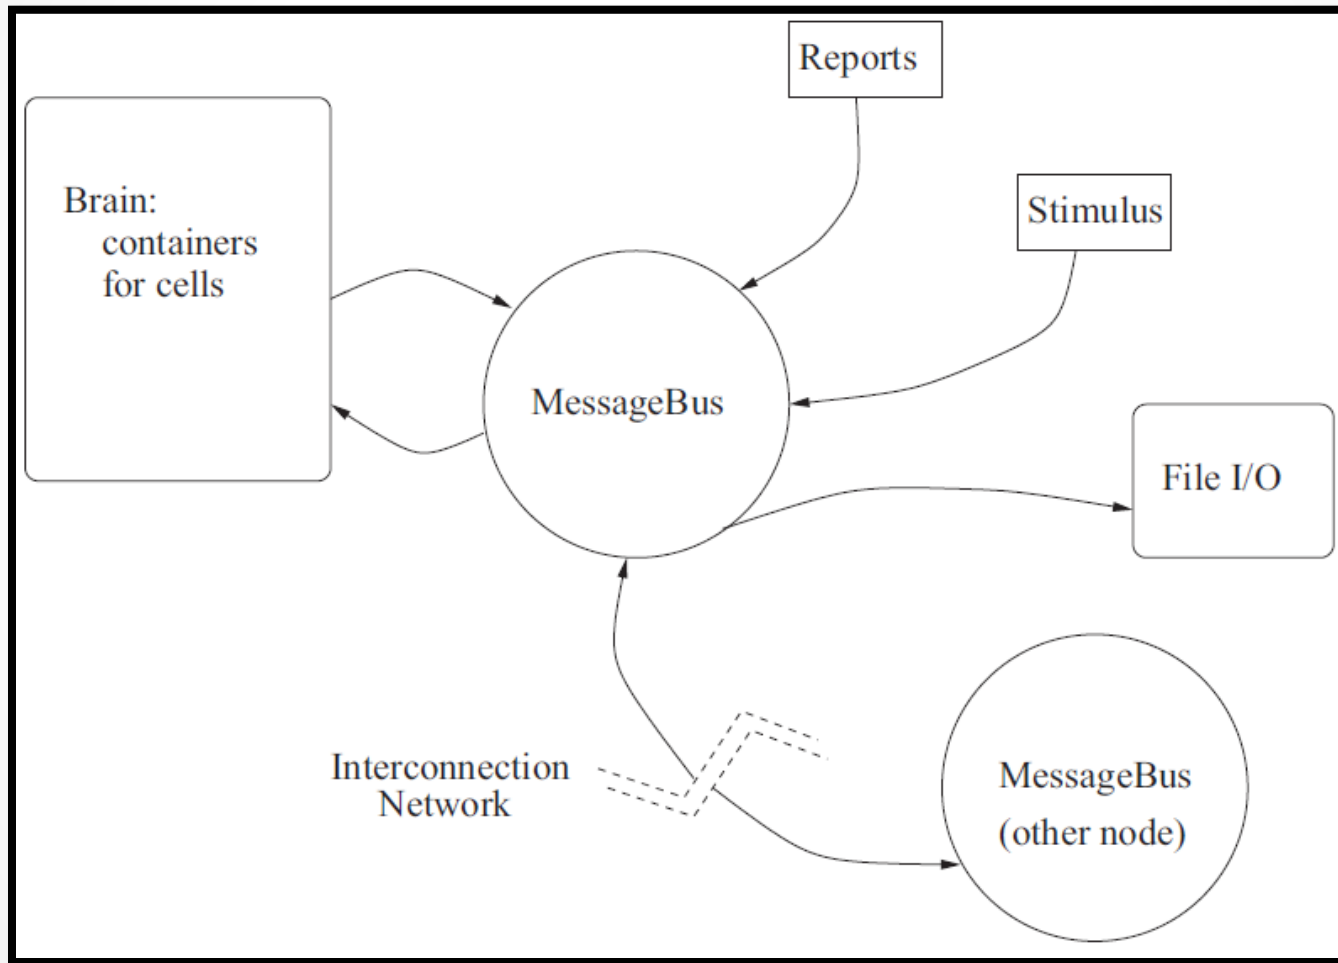 Reports
Brain:
containers
for cells
Stimulus
MessageBus
File I/O
Interconnection
Network
MessageBus
(other node)